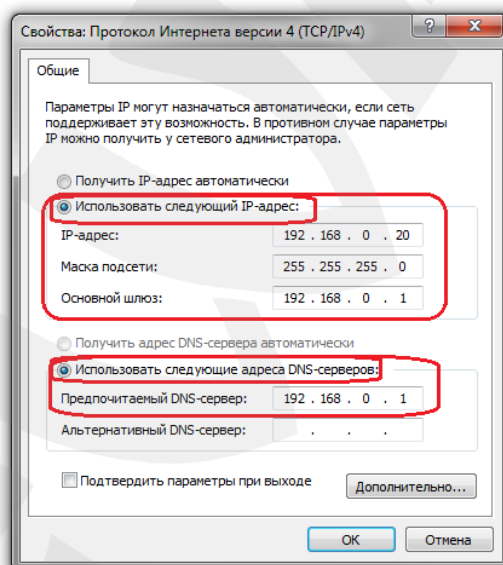 Свойства: Протокол Интернета версии 4 (TCP/IPv4)
?
Общие
Параметры IP могут назначаться автоматически, если сеть
поддерживает эту возможность. В противном случае параметры
IP можно получить у сетевого администратора.
Получить IP-адрес автоматически
Использовать следующий IP-адрес:
IP-адрес: 192 . 168 . 0 . 20
Маска подсети: 255 . 255 . 255 . 0
Основной шлюз: 192 . 168 . 0 . 1
Получить адрес DNS-сервера автоматически
Использовать следующие адреса DNS-серверов:
Предпочитаемый DNS-сервер: 192 . 168 . 0 . 1
Альтернативный DNS-сервер: . . .
Подтвердить параметры при выходе
Дополнительно...
ОК Отмена